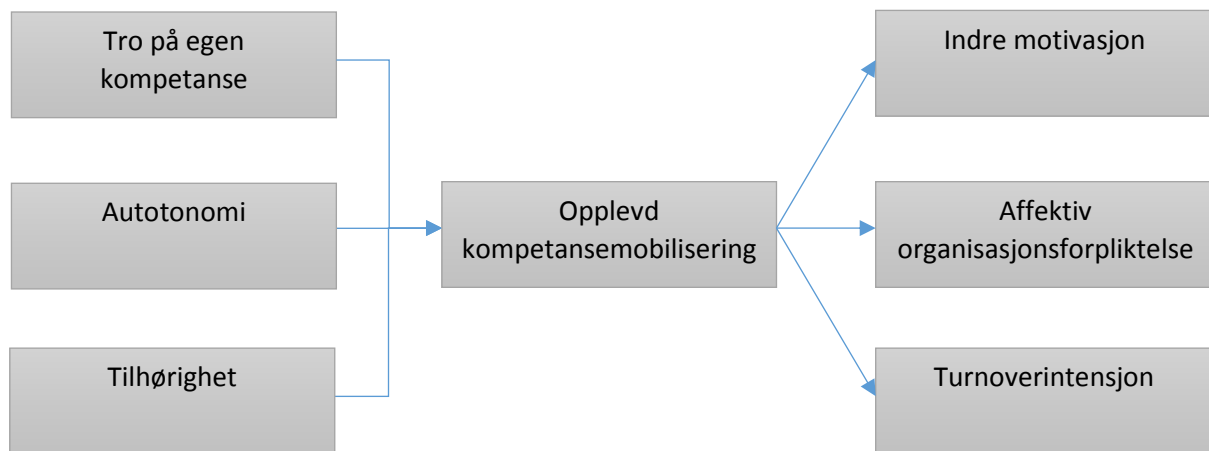 Tro på egen
kompetanse
Autotonomi
Tilhørighet
Opplevd
kompetansemobilisering
Indre motivasjon
Affektiv
organisasjonsforpliktelse
Turnoverintensjon